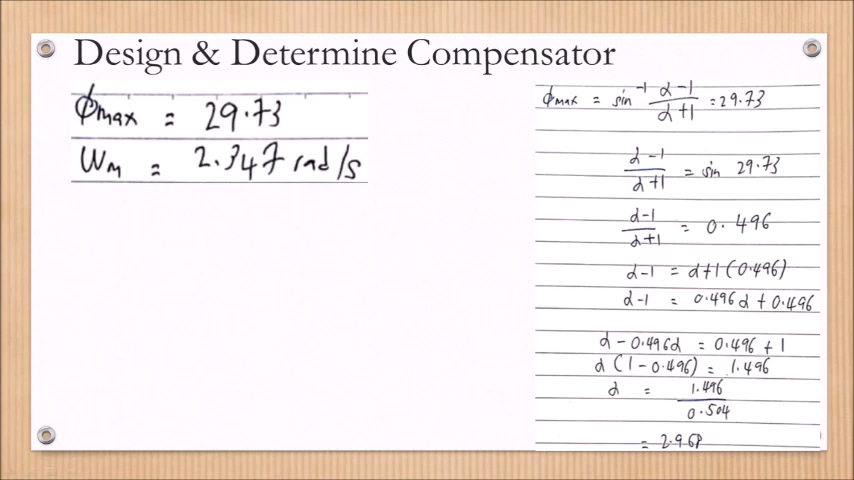 Design & Determine Compensator
φmax = 29.73
ωm = 2.347 rad/s
φmax = sin⁻¹ (α-1)/(α+1) = 29.73
(α-1)/(α+1) = sin 29.73
(α-1)/(α+1) = 0.496
α-1 = α+1(0.496)
α-1 = 0.496α + 0.496
α - 0.496α = 0.496 + 1
α(1-0.496) = 1.496
α = 1.496/0.504
= 2.968